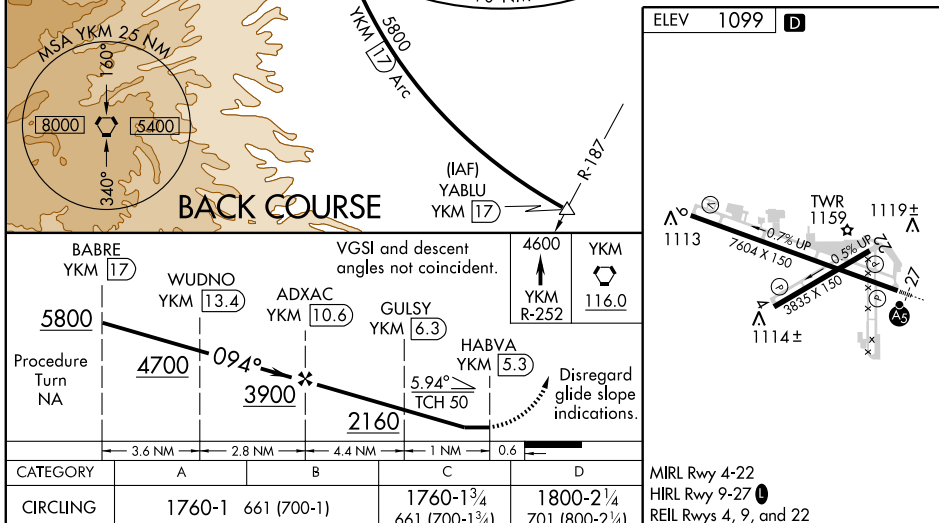 10 NM
5800
YKM 17 Arc
MSA YKM 25 NM
160°
8000
5400
340°
BACK COURSE
(IAF)
YABLU
YKM 17
R-187
ELEV 1099 D
TWR
1159
1119±
9
1113
0.7% UP
7604 X 150
0.5% UP
3835 X 150
22
27
4
1114±
V
P
P
P
A5
BABRE
YKM 17
WUDNO
YKM 13.4
ADXAC
YKM 10.6
GULSY
YKM 6.3
HABVA
YKM 5.3
VGSI and descent
angles not coincident.
4600
YKM
R-252
YKM
116.0
5800
4700
094°
3900
2160
5.94°
TCH 50
Procedure
Turn
NA
Disregard
glide slope
indications.
3.6 NM
2.8 NM
4.4 NM
1 NM
0.6
CATEGORY A B C D
CIRCLING 1760-1 661 (700-1)
1760-1¾
661 (700-1¾)
1800-2¼
701 (800-2¼)
MIRL Rwy 4-22
HIRL Rwy 9-27 L
REIL Rwys 4, 9, and 22